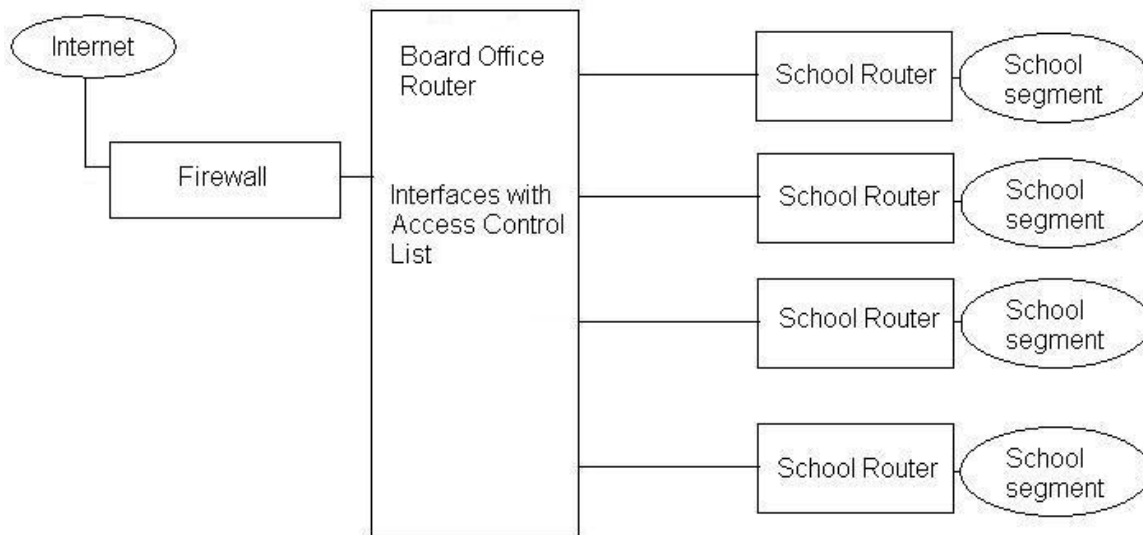 Internet
Firewall
Board Office
Router
Interfaces with
Access Control
List
School Router
School
segment
School Router
School
segment
School Router
School
segment
School Router
School
segment